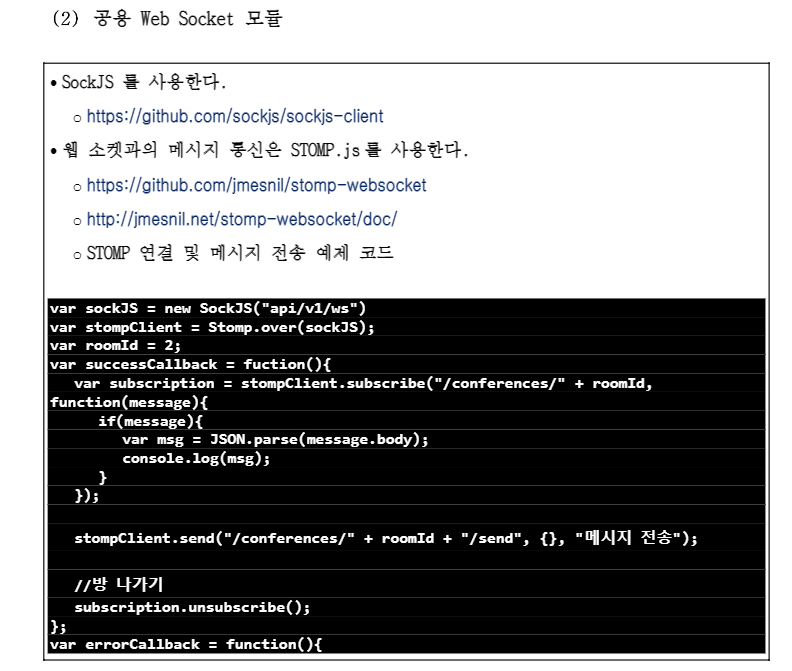 (2) 공용 Web Socket 모듈
• SockJS 를 사용한다.
○ https://github.com/sockjs/sockjs-client
• 웹 소켓과의 메시지 통신은 STOMP.js를 사용한다.
○ https://github.com/jmesnil/stomp-websocket
○ http://jmesnil.net/stomp-websocket/doc/
○ STOMP 연결 및 메시지 전송 예제 코드
var sockJS = new SockJS("api/v1/ws")
var stompClient = Stomp.over(sockJS);
var roomId = 2;
var successCallback = fuction(){
var subscription = stompClient.subscribe("/conferences/" + roomId,
function(message){
if(message){
var msg = JSON.parse(message.body);
console.log(msg);
}
});
stompClient.send("/conferences/" + roomId + "/send", {}, "메시지 전송");
//방 나가기
subscription.unsubscribe();
};
var errorCallback = function(){